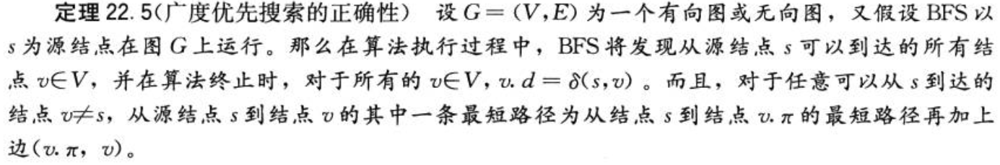 定理 22.5(广度优先搜索的正确性) 设 G=(V,E) 为一个有向图或无向图，又假设 BFS 以
s 为源结点在图 G 上运行。那么在算法执行过程中，BFS 将发现从源结点 s 可以到达的所有结
点 v∈V，并在算法终止时，对于所有的 v∈V，v.d=δ(s,v)。而且，对于任意可以从 s 到达的
结点 v≠s，从源结点 s 到结点 v 的其中一条最短路径为从结点 s 到结点 v.π 的最短路径再加上
边(v.π，v)。